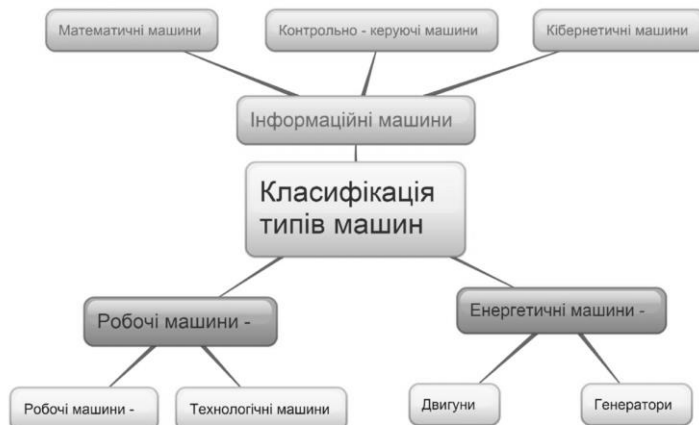 Математичні машини
Контрольно - керуючі машини
Кібернетичні машини
Інформаційні машини
Класифікація
типів машин
Робочі машини -
Енергетичні машини -
Робочі машини -
Технологічні машини
Двигуни
Генератори